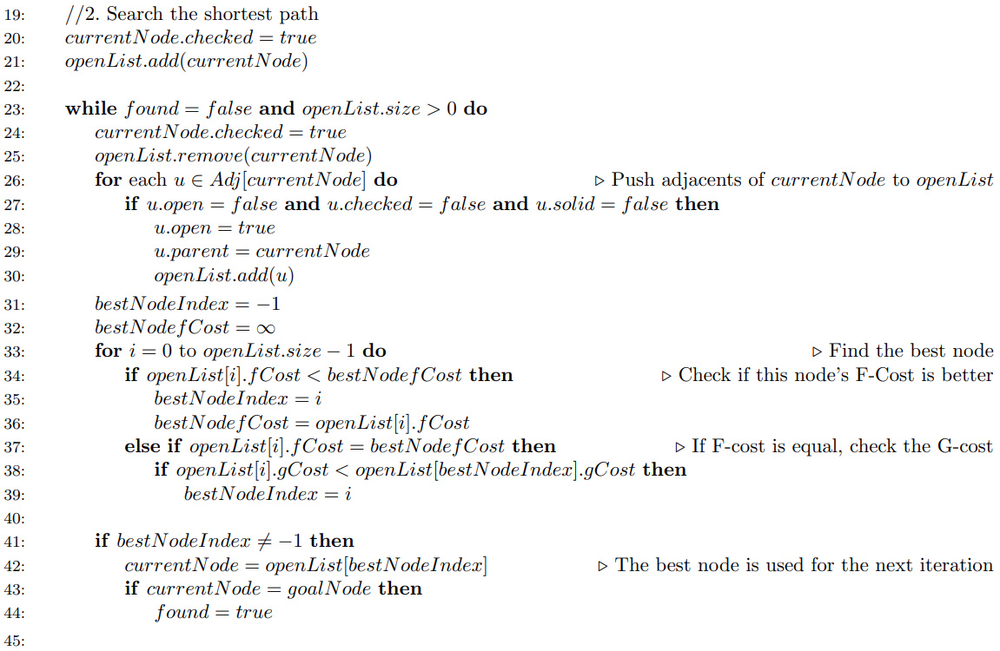 19: //2. Search the shortest path
20: currentNode.checked = true
21: openList.add(currentNode)
22:
23: while found = false and openList.size > 0 do
24: currentNode.checked = true
25: openList.remove(currentNode)
26: for each u ∈ Adj[currentNode] do ▷ Push adjacents of currentNode to openList
27: if u.open = false and u.checked = false and u.solid = false then
28: u.open = true
29: u.parent = currentNode
30: openList.add(u)
31: bestNodeIndex = −1
32: bestNodefCost = ∞
33: for i = 0 to openList.size − 1 do ▷ Find the best node
34: if openList[i].fCost < bestNodefCost then ▷ Check if this node's F-Cost is better
35: bestNodeIndex = i
36: bestNodefCost = openList[i].fCost
37: else if openList[i].fCost = bestNodefCost then ▷ If F-cost is equal, check the G-cost
38: if openList[i].gCost < openList[bestNodeIndex].gCost then
39: bestNodeIndex = i
40:
41: if bestNodeIndex ≠ −1 then
42: currentNode = openList[bestNodeIndex] ▷ The best node is used for the next iteration
43: if currentNode = goalNode then
44: found = true
45: